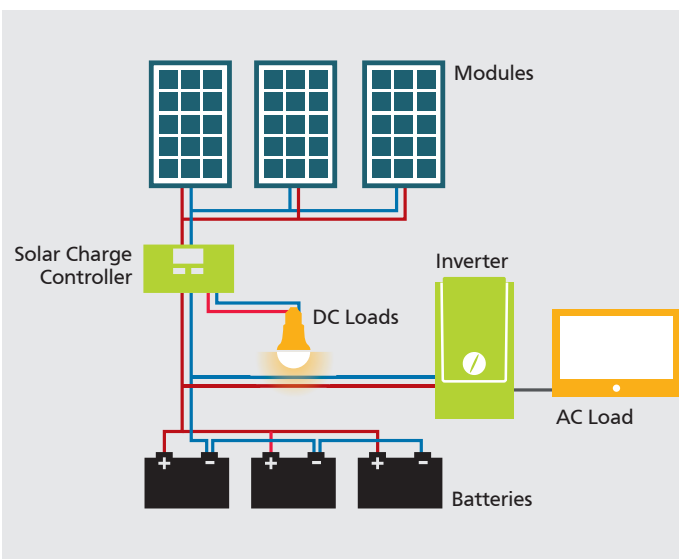 Modules
Solar Charge
Controller
Inverter
DC Loads
AC Load
+ − + − + −
Batteries